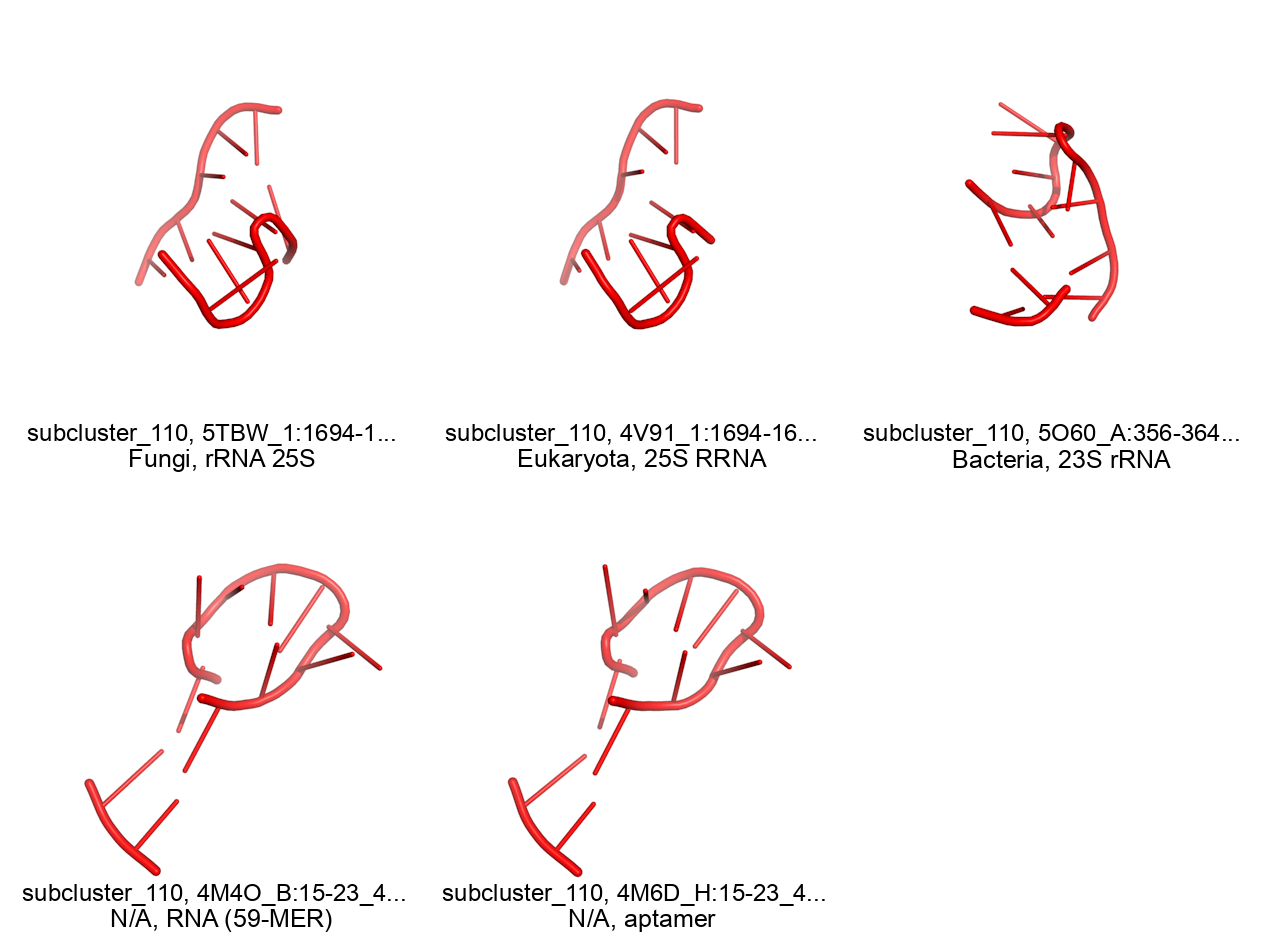 subcluster_110, 5TBW_1:1694-1...
Fungi, rRNA 25S
subcluster_110, 4V91_1:1694-16...
Eukaryota, 25S RRNA
subcluster_110, 5O60_A:356-364...
Bacteria, 23S rRNA
subcluster_110, 4M4O_B:15-23_4...
N/A, RNA (59-MER)
subcluster_110, 4M6D_H:15-23_4...
N/A, aptamer